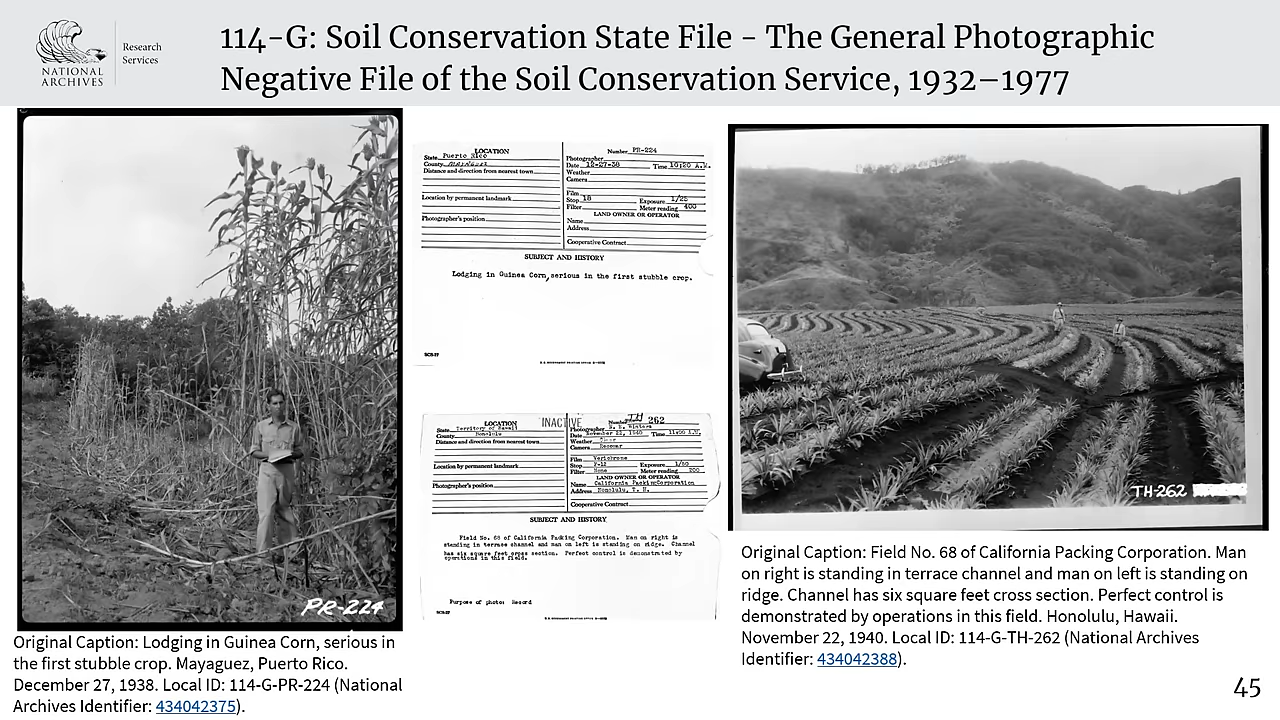 114-G: Soil Conservation State File - The General Photographic
Negative File of the Soil Conservation Service, 1932–1977
NATIONAL
ARCHIVES
Research
Services
PR-224
Original Caption: Lodging in Guinea Corn, serious in
the first stubble crop. Mayaguez, Puerto Rico.
December 27, 1938. Local ID: 114-G-PR-224 (National
Archives Identifier: 434042375).
LOCATION
State Puerto Rico
County Mayaguez
Distance and direction from nearest town
Location by permanent landmark
Photographer's position
Number PR-224
Photographer
Date 12-27-38 Time 10:20 A.M.
Weather
Camera
Film
Stop 18 Exposure 1/25
Filter Meter reading 400
LAND OWNER OR OPERATOR
Name
Address
Cooperative Contract
SUBJECT AND HISTORY
Lodging in Guinea Corn, serious in the first stubble crop.
INACTIVE
LOCATION
State Territory of Hawaii
County Honolulu
Distance and direction from nearest town
Location by permanent landmark
Photographer's position
Number TH 262
Photographer
Date November 22, 1940 Time 11:00 A.M.
Weather
Camera
Film Verichrome
Stop F-12 Exposure 1/50
Filter None Meter reading 200
LAND OWNER OR OPERATOR
Name California Packing Corporation
Address Honolulu, T. H.
Cooperative Contract
SUBJECT AND HISTORY
Field No. 68 of California Packing Corporation. Man on right is
standing in terrace channel and man on left is standing on ridge. Channel
has six square feet cross section. Perfect control is demonstrated by
operations in this field.
Purpose of photo: Record
TH-262
Original Caption: Field No. 68 of California Packing Corporation. Man
on right is standing in terrace channel and man on left is standing on
ridge. Channel has six square feet cross section. Perfect control is
demonstrated by operations in this field. Honolulu, Hawaii.
November 22, 1940. Local ID: 114-G-TH-262 (National Archives
Identifier: 434042388).
45